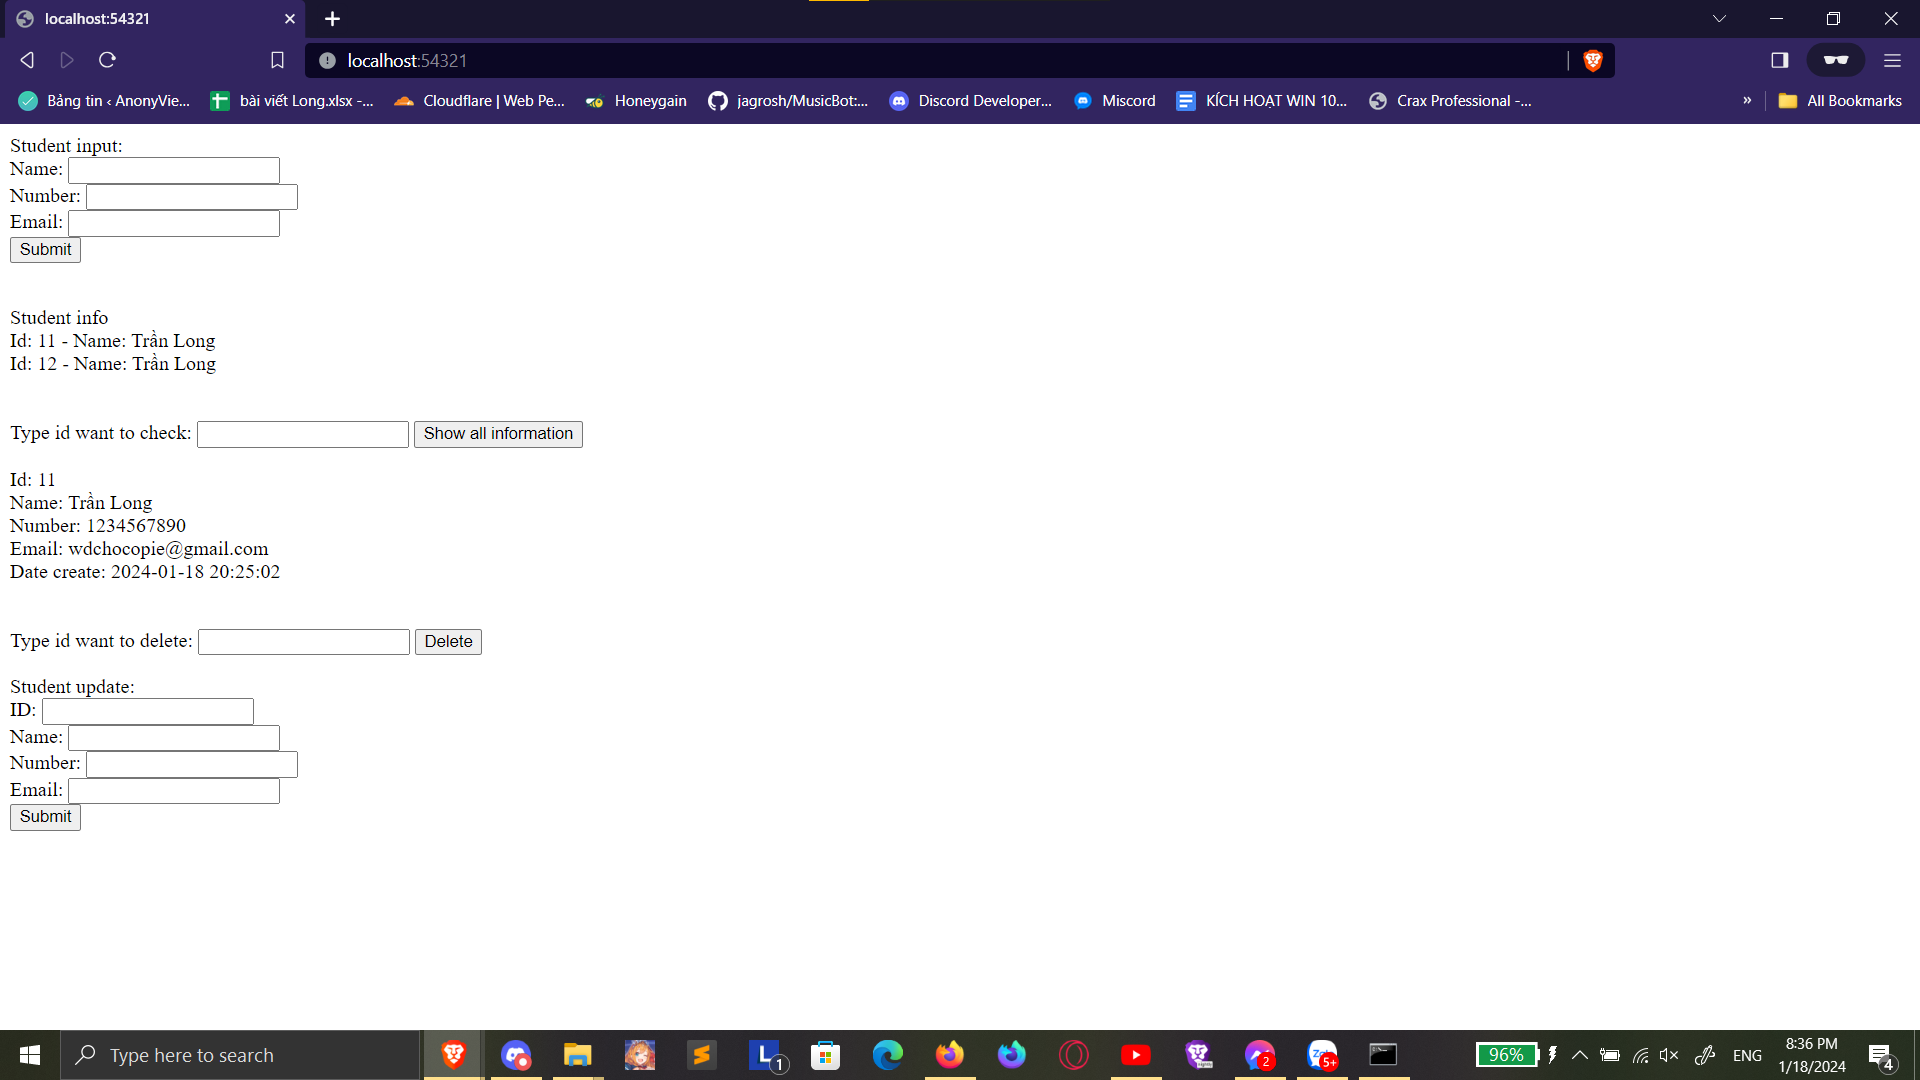 localhost:54321
localhost:54321
Bảng tin ‹ AnonyVie...
bài viết Long.xlsx -...
Cloudflare | Web Pe...
Honeygain
jagrosh/MusicBot:...
Discord Developer...
Miscord
KÍCH HOẠT WIN 10...
Crax Professional -...
»
All Bookmarks
Student input:
Name:
Number:
Email:
Submit
Student info
Id: 11 - Name: Trần Long
Id: 12 - Name: Trần Long
Type id want to check: Show all information
Id: 11
Name: Trần Long
Number: 1234567890
Email: wdchocopie@gmail.com
Date create: 2024-01-18 20:25:02
Type id want to delete: Delete
Student update:
ID:
Name:
Number:
Email:
Submit
Type here to search
L
1
2
5+
96%
ENG
8:36 PM
1/18/2024
4